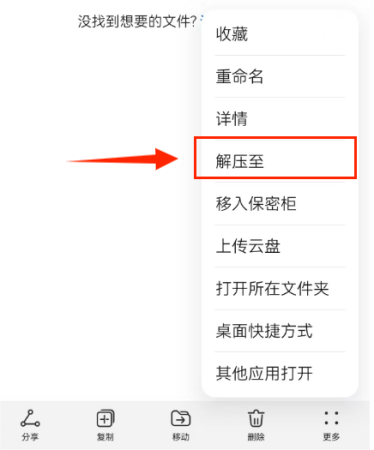 没找到想要的文件?
收藏
重命名
详情
解压至
移入保密柜
上传云盘
打开所在文件夹
桌面快捷方式
其他应用打开
分享 复制 移动 删除 更多